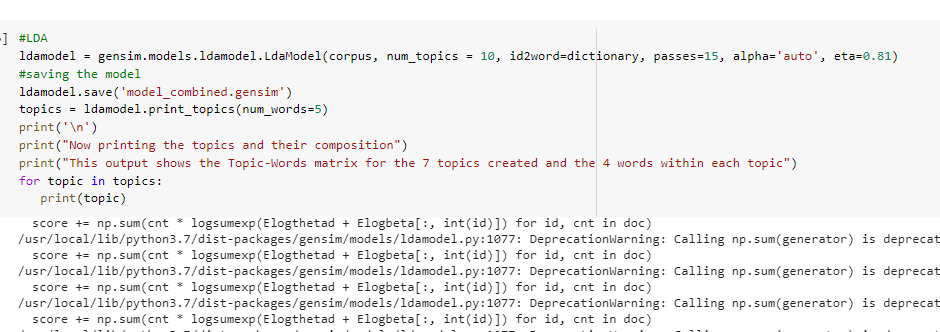 ] #LDA
ldamodel = gensim.models.ldamodel.LdaModel(corpus, num_topics = 10, id2word=dictionary, passes=15, alpha='auto', eta=0.81)
#saving the model
ldamodel.save('model_combined.gensim')
topics = ldamodel.print_topics(num_words=5)
print('\n')
print("Now printing the topics and their composition")
print("This output shows the Topic-Words matrix for the 7 topics created and the 4 words within each topic")
for topic in topics:
print(topic)
score += np.sum(cnt * logsumexp(Elogthetad + Elogbeta[:, int(id)]) for id, cnt in doc)
/usr/local/lib/python3.7/dist-packages/gensim/models/ldamodel.py:1077: DeprecationWarning: Calling np.sum(generator) is deprecat
score += np.sum(cnt * logsumexp(Elogthetad + Elogbeta[:, int(id)]) for id, cnt in doc)
/usr/local/lib/python3.7/dist-packages/gensim/models/ldamodel.py:1077: DeprecationWarning: Calling np.sum(generator) is deprecat
score += np.sum(cnt * logsumexp(Elogthetad + Elogbeta[:, int(id)]) for id, cnt in doc)
/usr/local/lib/python3.7/dist-packages/gensim/models/ldamodel.py:1077: DeprecationWarning: Calling np.sum(generator) is deprecat
score += np.sum(cnt * logsumexp(Elogthetad + Elogbeta[:, int(id)]) for id, cnt in doc)